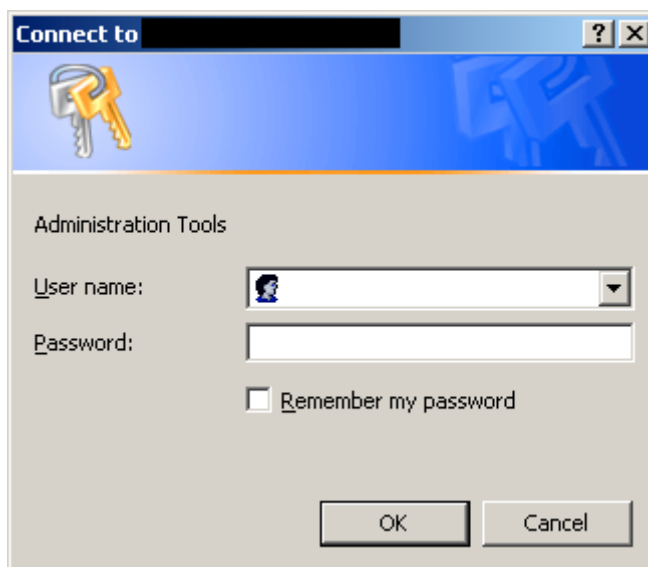 Connect to
Administration Tools
User name:
Password:
Remember my password
OK Cancel